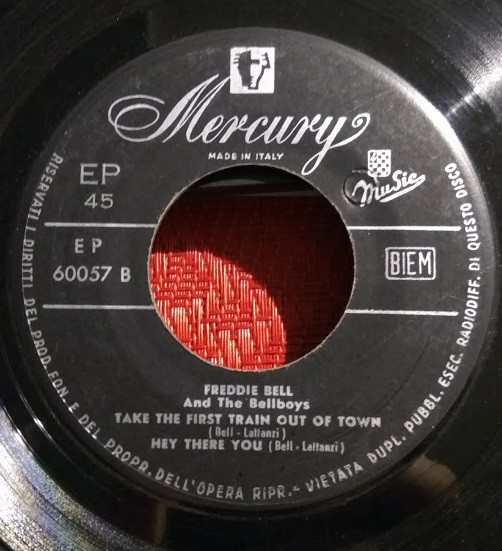 Mercury
MADE IN ITALY
Music
EP
45
EP
60057 B
BIEM
FREDDIE BELL
And The Bellboys
TAKE THE FIRST TRAIN OUT OF TOWN
(Bell - Lattanzi)
HEY THERE YOU (Bell - Lattanzi)
RISERVATI I DIRITTI DEL PROD. FON. E DEL PROPR. DELL'OPERA RIPR. = VIETATA DUPL. PUBBL. ESEC. RADIODIFF. DI QUESTO DISCO